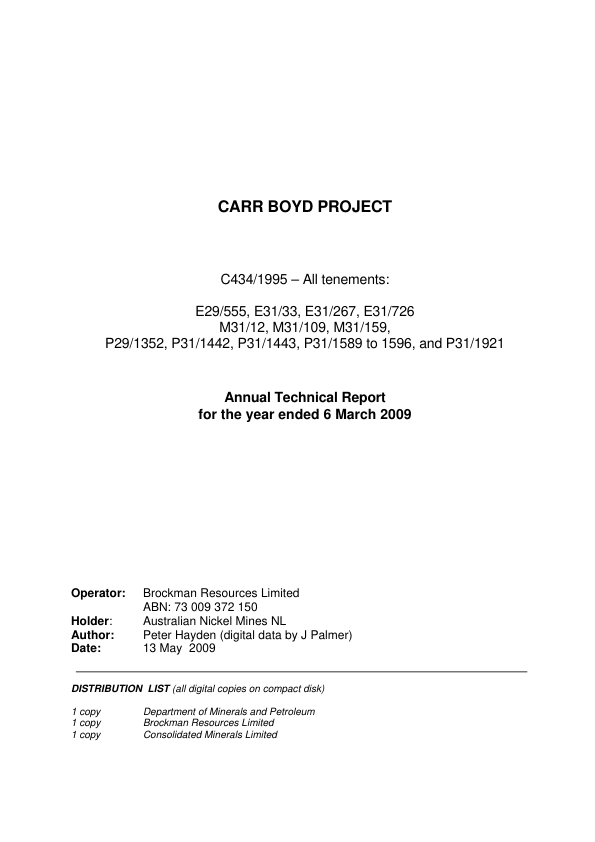 CARR BOYD PROJECT
C434/1995 – All tenements:
E29/555, E31/33, E31/267, E31/726
M31/12, M31/109, M31/159,
P29/1352, P31/1442, P31/1443, P31/1589 to 1596, and P31/1921
Annual Technical Report
for the year ended 6 March 2009
Operator: Brockman Resources Limited
ABN: 73 009 372 150
Holder: Australian Nickel Mines NL
Author: Peter Hayden (digital data by J Palmer)
Date: 13 May 2009
DISTRIBUTION LIST (all digital copies on compact disk)
1 copy Department of Minerals and Petroleum
1 copy Brockman Resources Limited
1 copy Consolidated Minerals Limited